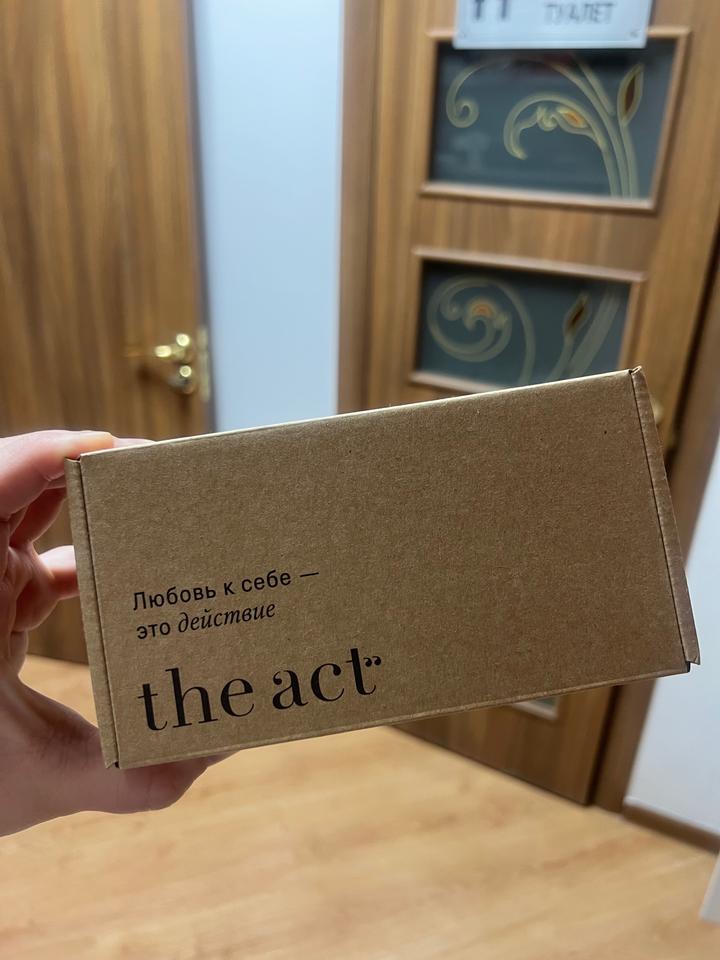 ТУАЛЕТ
Любовь к себе —
это действие
the act”